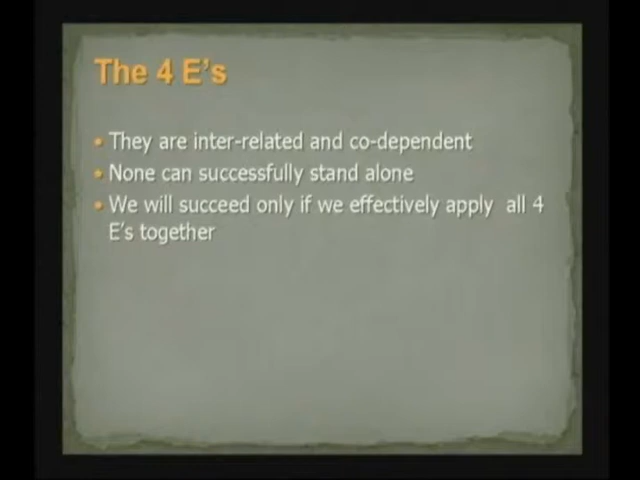 The 4 E's
• They are inter-related and co-dependent
• None can successfully stand alone
• We will succeed only if we effectively apply all 4
E's together